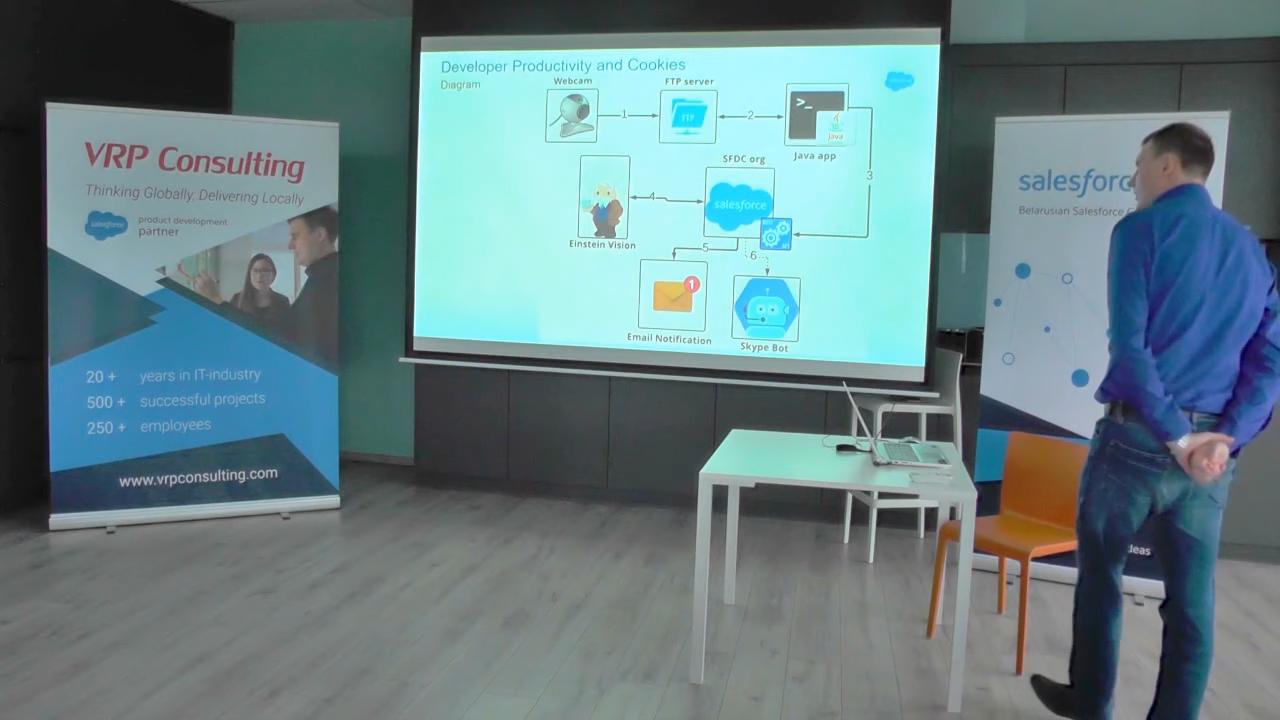 VRP Consulting
Thinking Globally, Delivering Locally
salesforce
product development
partner
20 + years in IT-industry
500 + successful projects
250 + employees
www.vrpconsulting.com
Developer Productivity and Cookies
Diagram
Webcam
FTP server
1
FTP
2
>_
Java
Java app
SFDC org
3
4
salesforce
Einstein Vision
5
6
1
Email Notification
Skype Bot
Belarusian Salesforce